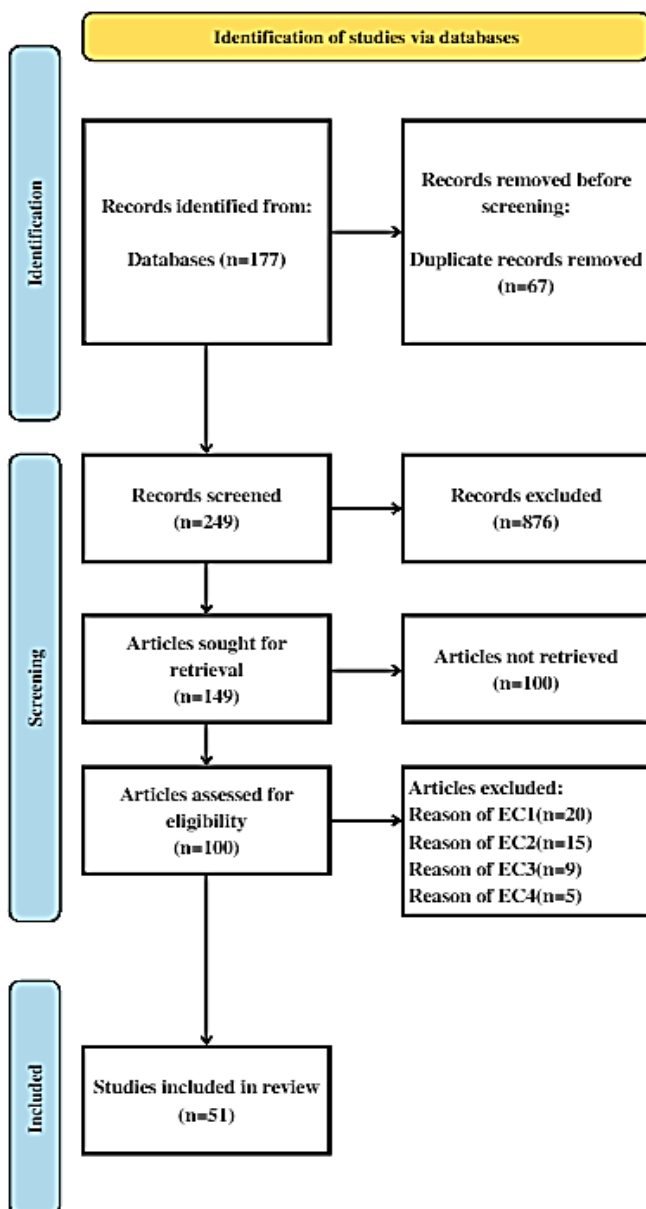 Identification of studies via databases
Identification
Records identified from:
Databases (n=177)
Records removed before
screening:
Duplicate records removed
(n=67)
Screening
Records screened
(n=249)
Records excluded
(n=876)
Articles sought for
retrieval
(n=149)
Articles not retrieved
(n=100)
Articles assessed for
eligibility
(n=100)
Articles excluded:
Reason of EC1(n=20)
Reason of EC2(n=15)
Reason of EC3(n=9)
Reason of EC4(n=5)
Included
Studies included in review
(n=51)